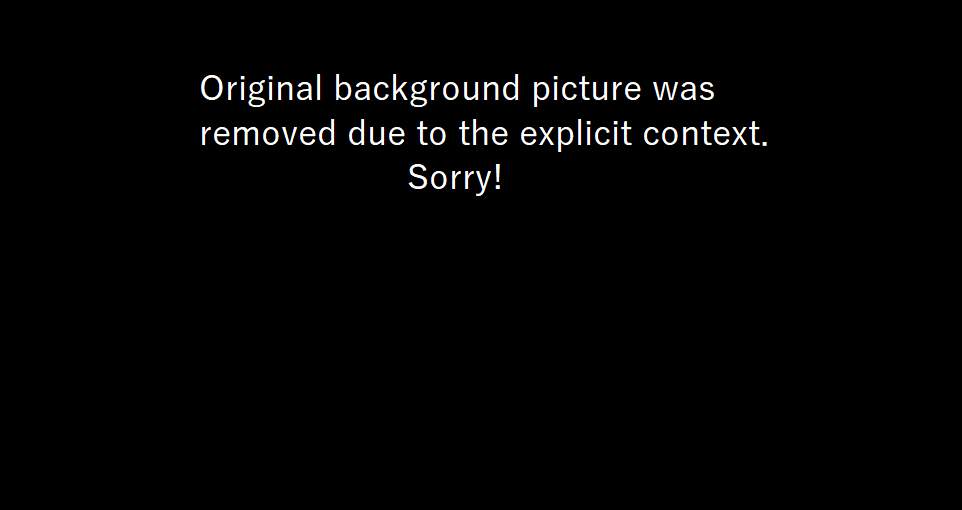 Original background picture was
removed due to the explicit context.
Sorry!